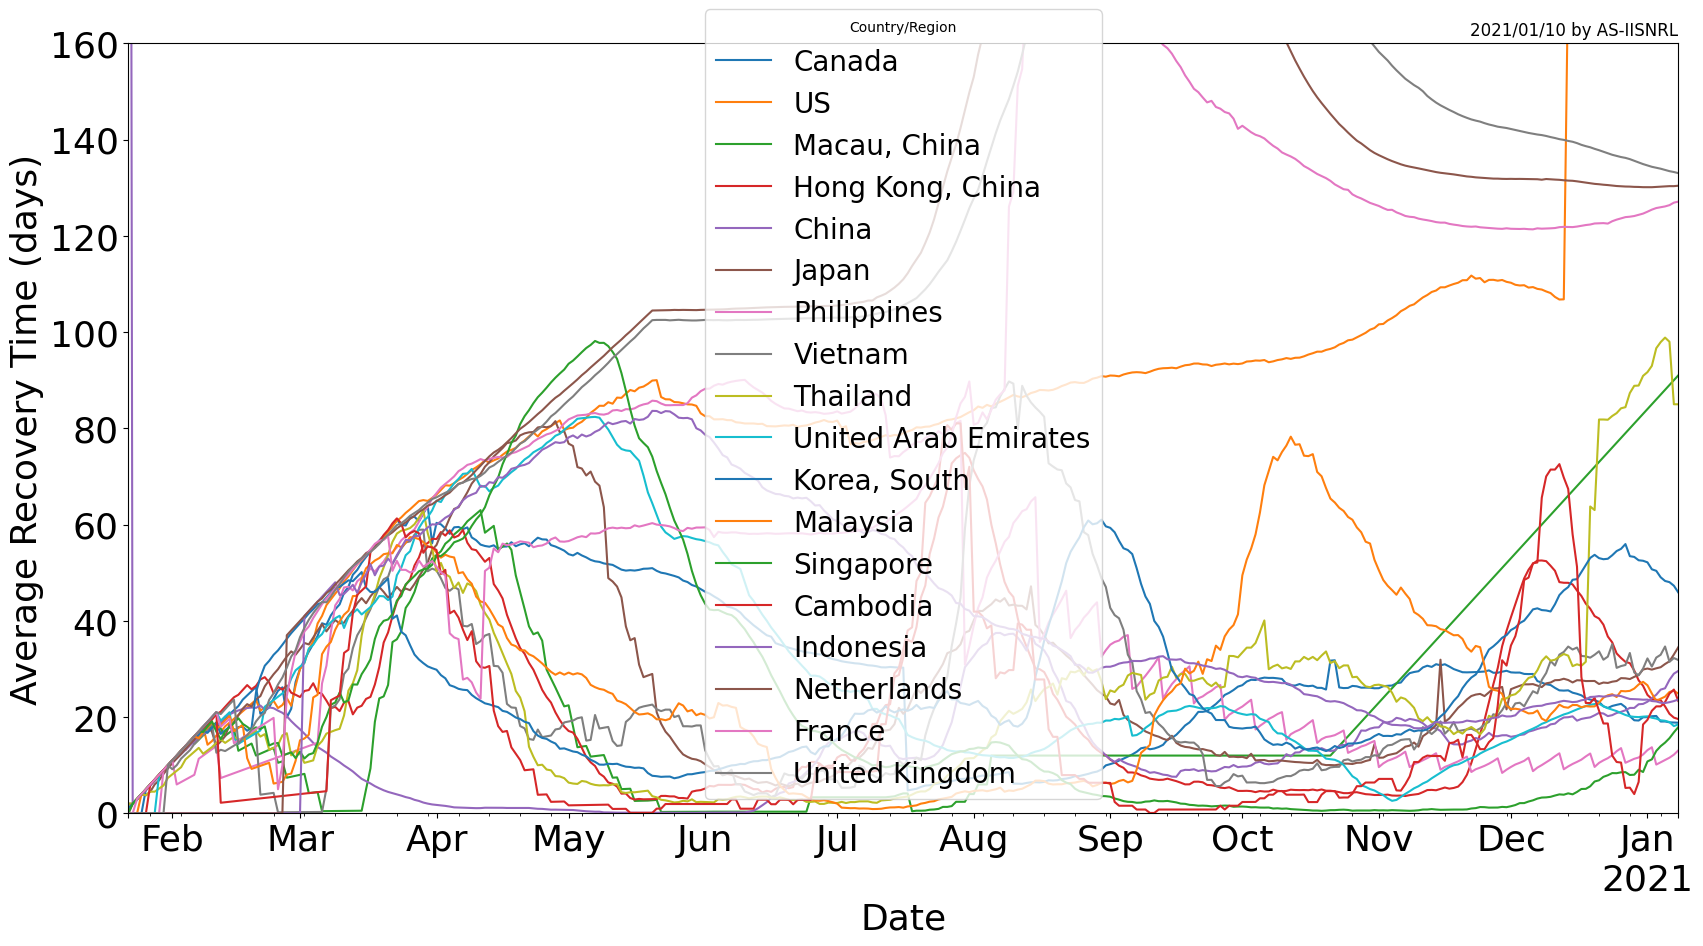 Country/Region
2021/01/10 by AS-IISNRL
Canada
US
Macau, China
Hong Kong, China
China
Japan
Philippines
Vietnam
Thailand
United Arab Emirates
Korea, South
Malaysia
Singapore
Cambodia
Indonesia
Netherlands
France
United Kingdom
Average Recovery Time (days)
160
140
120
100
80
60
40
20
0
Feb Mar Apr May Jun Jul Aug Sep Oct Nov Dec Jan
2021
Date